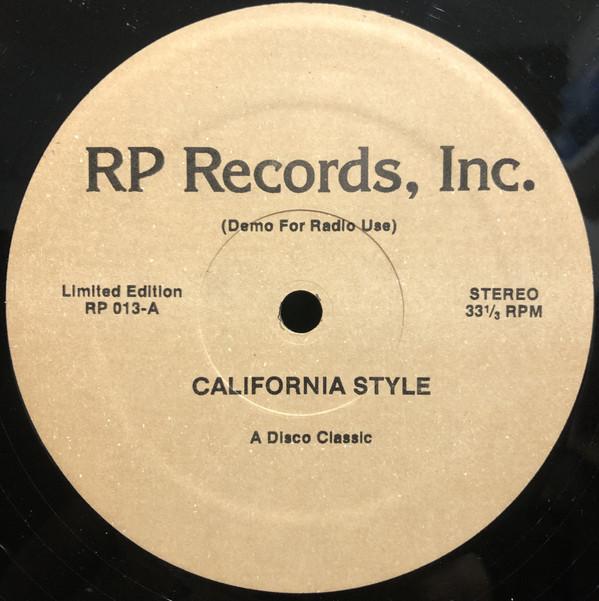 RP Records, Inc.
(Demo For Radio Use)
Limited Edition
RP 013-A
STEREO
33⅓ RPM
CALIFORNIA STYLE
A Disco Classic